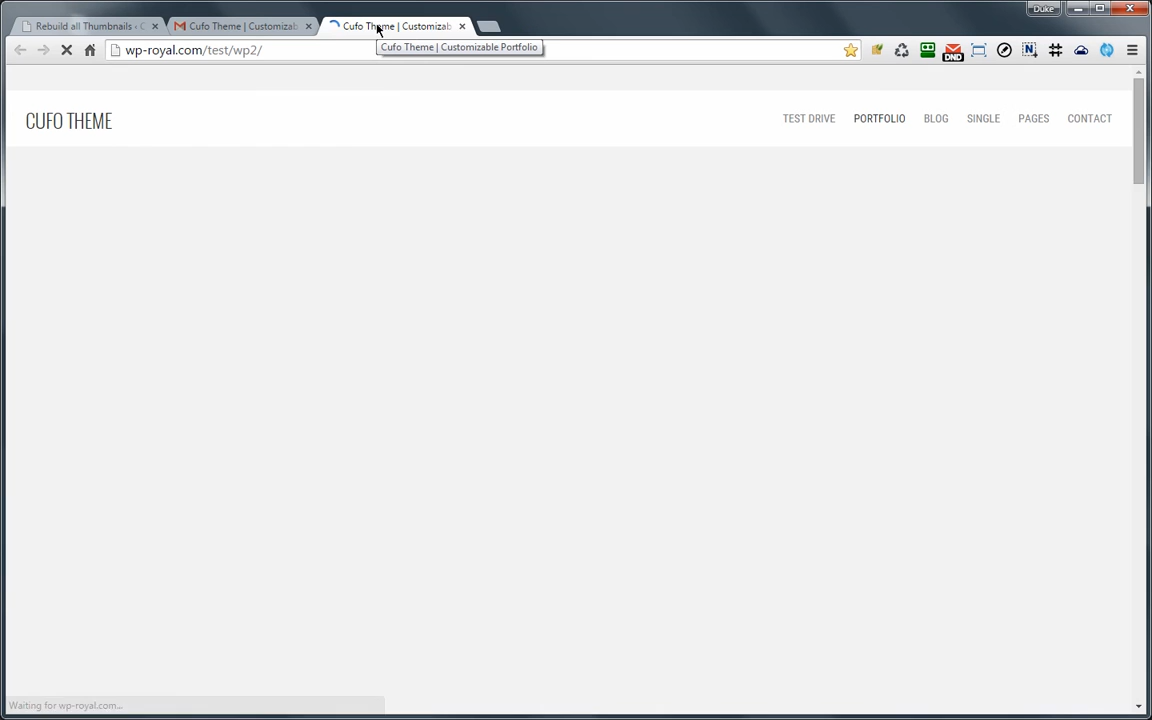 Duke
Rebuild all Thumbnails ‹ C
Cufo Theme | Customizab
Cufo Theme | Customizab
wp-royal.com/test/wp2/
Cufo Theme | Customizable Portfolio
DND
N
CUFO THEME
TEST DRIVE
PORTFOLIO
BLOG
SINGLE
PAGES
CONTACT
Waiting for wp-royal.com...